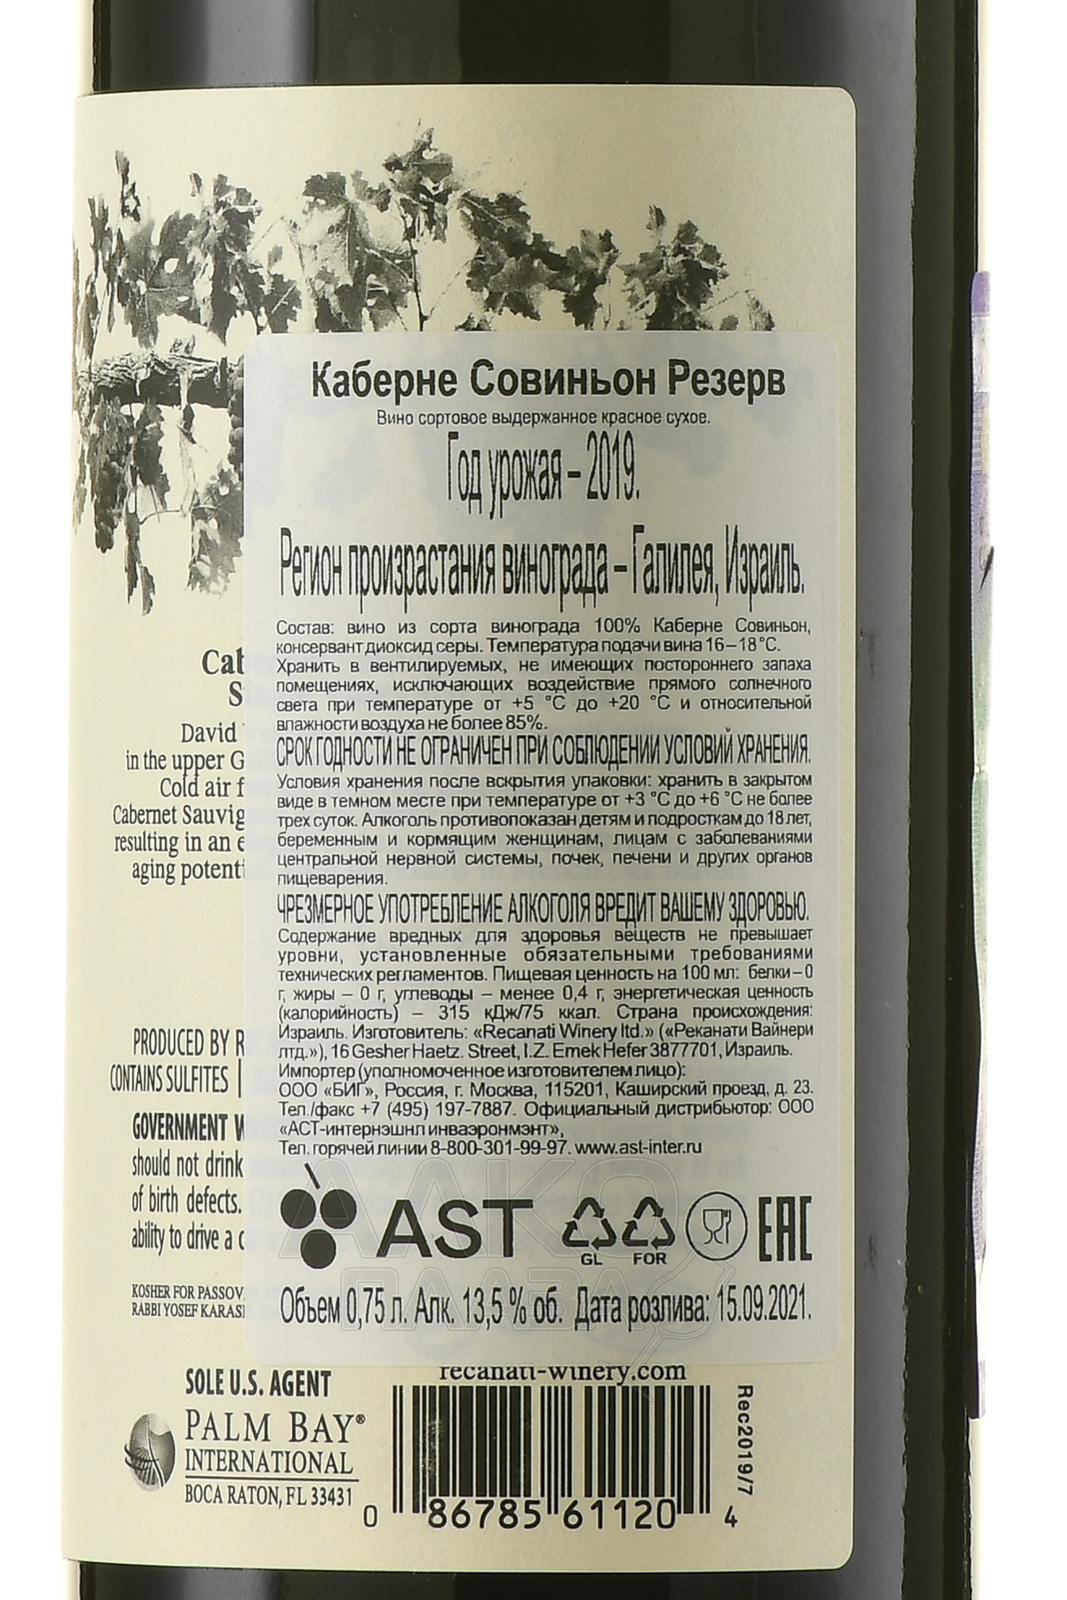 Каберне Совиньон Резерв
Вино сортовое выдержанное красное сухое.
Год урожая – 2019.
Регион произрастания винограда – Галилея, Израиль.
Состав: вино из сорта винограда 100% Каберне Совиньон,
консервант диоксид серы. Температура подачи вина 16–18 °С.
Хранить в вентилируемых, не имеющих постороннего запаха
помещениях, исключающих воздействие прямого солнечного
света при температуре от +5 °С до +20 °С и относительной
влажности воздуха не более 85%.
СРОК ГОДНОСТИ НЕ ОГРАНИЧЕН ПРИ СОБЛЮДЕНИИ УСЛОВИЙ ХРАНЕНИЯ.
Условия хранения после вскрытия упаковки: хранить в закрытом
виде в темном месте при температуре от +3 °С до +6 °С не более
трех суток. Алкоголь противопоказан детям и подросткам до 18 лет,
беременным и кормящим женщинам, лицам с заболеваниями
центральной нервной системы, почек, печени и других органов
пищеварения.
ЧРЕЗМЕРНОЕ УПОТРЕБЛЕНИЕ АЛКОГОЛЯ ВРЕДИТ ВАШЕМУ ЗДОРОВЬЮ.
Содержание вредных для здоровья веществ не превышает
уровни, установленные обязательными требованиями
технических регламентов. Пищевая ценность на 100 мл: белки – 0
г, жиры – 0 г, углеводы – менее 0,4 г, энергетическая ценность
(калорийность) – 315 кДж/75 ккал. Страна происхождения:
Израиль. Изготовитель: «Recanati Winery ltd.» («Реканати Вайнери
лтд.»), 16 Gesher Haetz. Street, I.Z. Emek Hefer 3877701, Израиль.
Импортер (уполномоченное изготовителем лицо):
ООО «БИГ», Россия, г. Москва, 115201, Каширский проезд, д. 23.
Тел./факс +7 (495) 197-7887. Официальный дистрибьютор: ООО
«АСТ-интернэшнл инваэронмэнт»,
Тел. горячей линии 8-800-301-99-97. www.ast-inter.ru
AST
GL
FOR
EAC
Объем 0,75 л. Алк. 13,5 % об. Дата розлива: 15.09.2021.
David
in the upper G
Cold air f
Cabernet Sauvig
resulting in an e
aging potenti
PRODUCED BY R
CONTAINS SULFITES |
GOVERNMENT W
should not drink
of birth defects.
ability to drive a c
KOSHER FOR PASSOV
RABBI YOSEF KARAS
recanati-winery.com
SOLE U.S. AGENT
PALM BAY®
INTERNATIONAL
BOCA RATON, FL 33431
0 86785 61120 4
Rec2019/7
АЛКО
ПАЛЗА